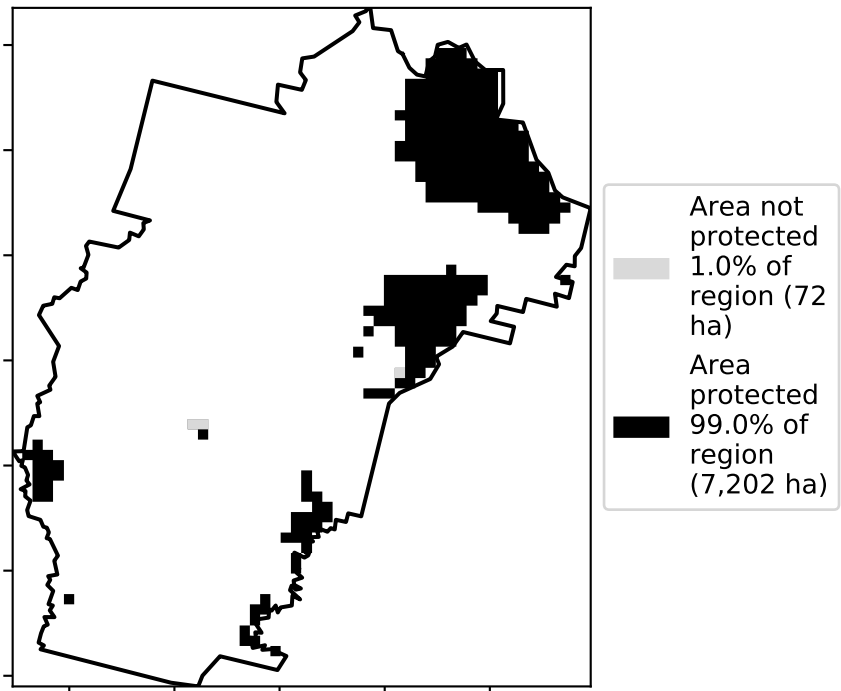 Area not
protected
1.0% of
region (72
ha)
Area
protected
99.0% of
region
(7,202 ha)